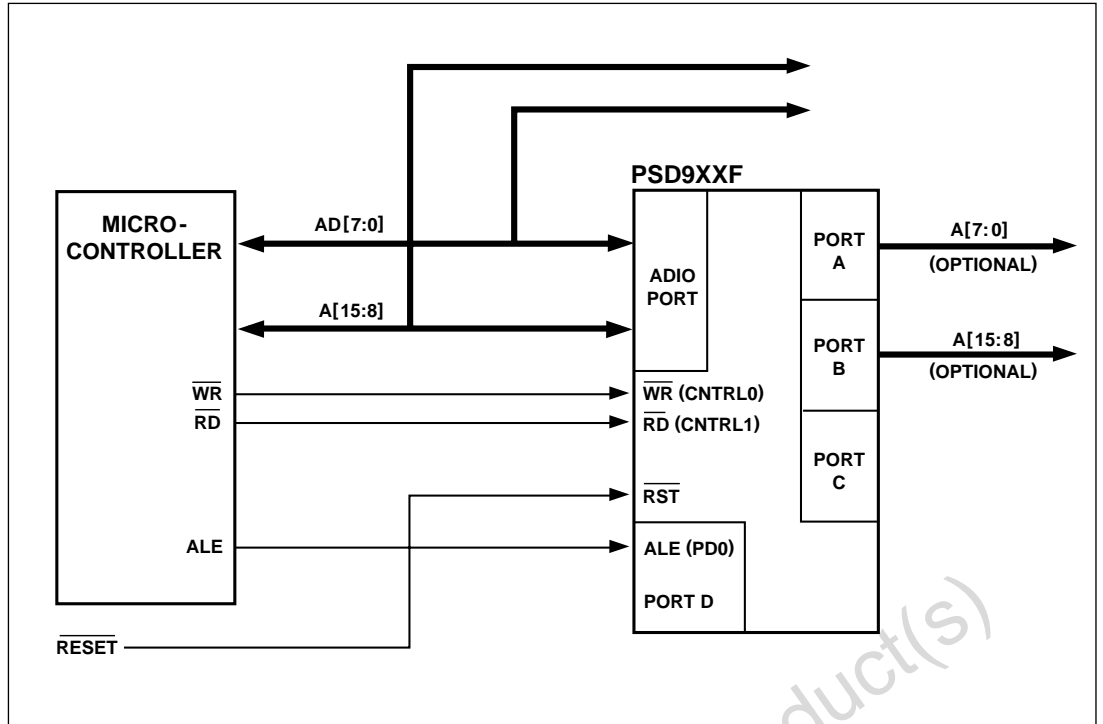 PSD9XXF
MICRO-
CONTROLLER
AD[7:0]
A[15:8]
WR
RD
ALE
RESET
ADIO
PORT
WR (CNTRL0)
RD (CNTRL1)
RST
ALE (PD0)
PORT D
PORT
A
PORT
B
PORT
C
A[7:0]
(OPTIONAL)
A[15:8]
(OPTIONAL)
duct(s)